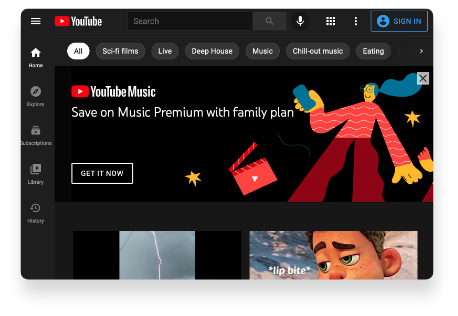 YouTube
Search
SIGN IN
All
Sci-fi films
Live
Deep House
Music
Chill-out music
Eating
Home
Explore
Subscriptions
Library
History
YouTube Music
Save on Music Premium with family plan
GET IT NOW
*lip bite*